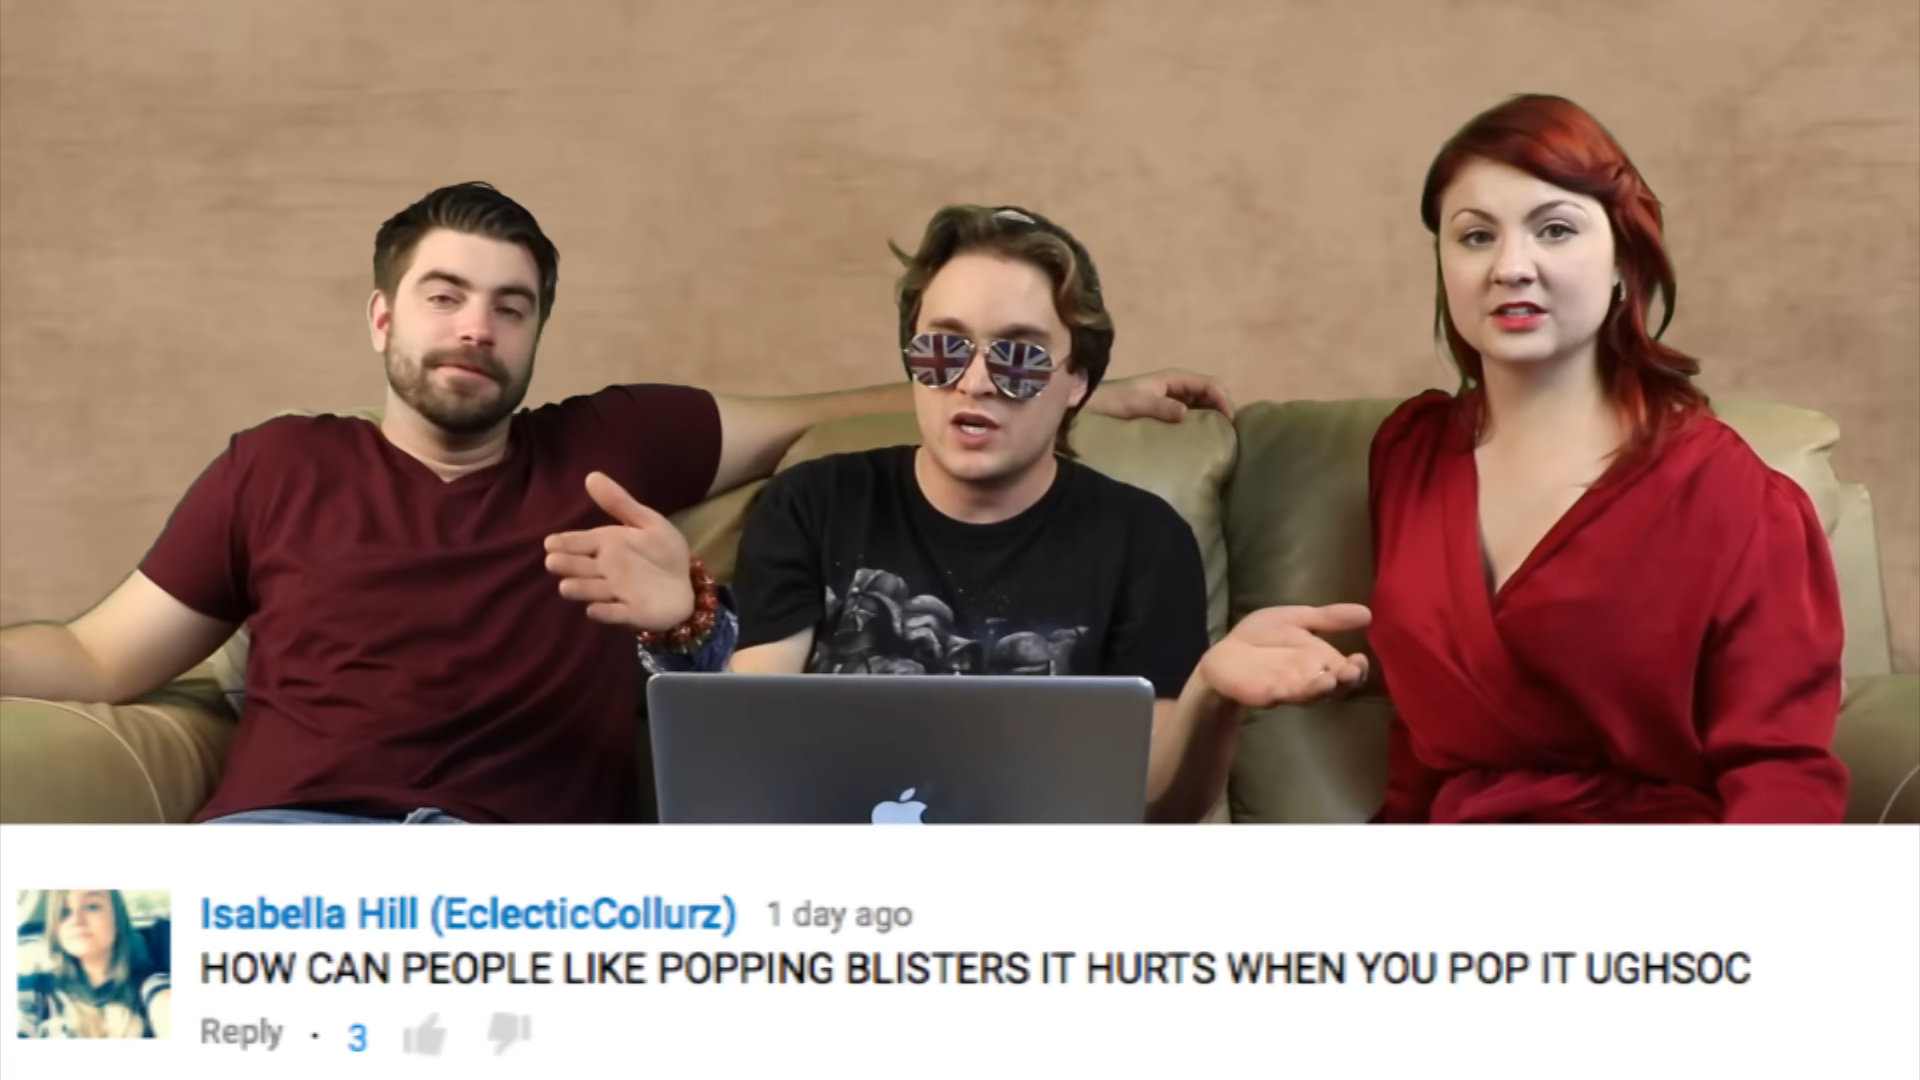 Isabella Hill (EclecticCollurz) 1 day ago
HOW CAN PEOPLE LIKE POPPING BLISTERS IT HURTS WHEN YOU POP IT UGHSOC
Reply · 3